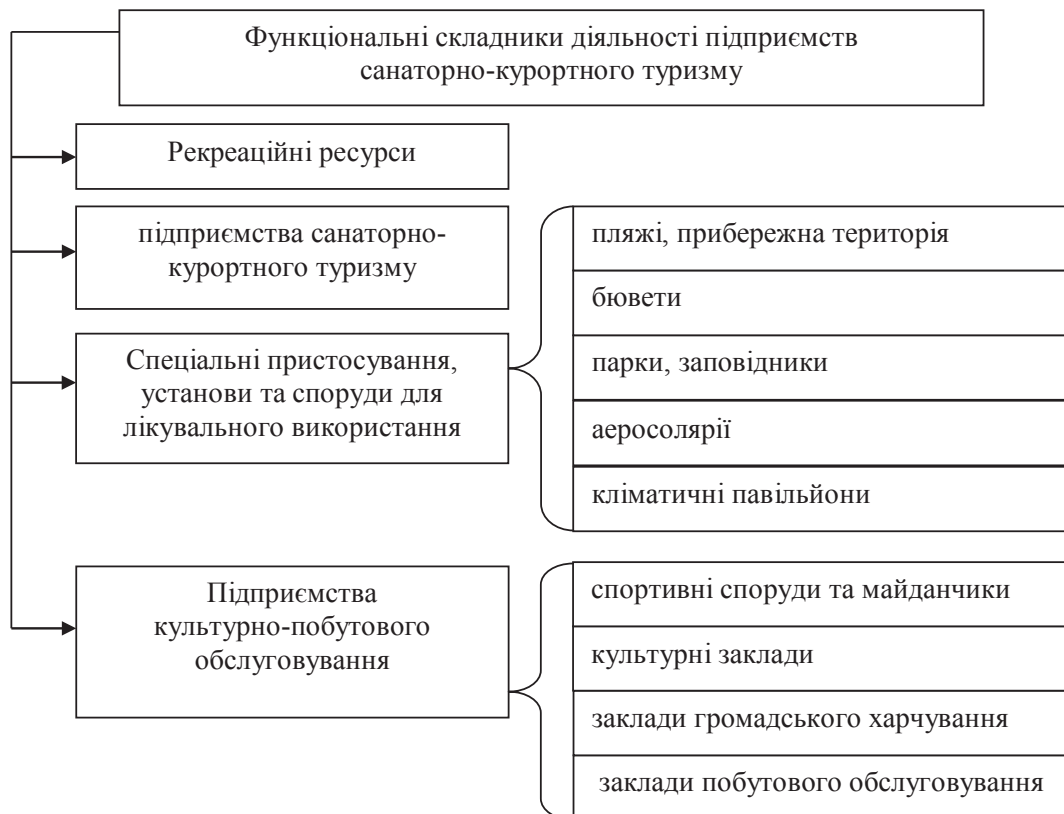 Функціональні складники діяльності підприємств
санаторно-курортного туризму
Рекреаційні ресурси
підприємства санаторно-
курортного туризму
Спеціальні пристосування,
установи та споруди для
лікувального використання
пляжі, прибережна територія
бювети
парки, заповідники
аеросолярії
кліматичні павільйони
Підприємства
культурно-побутового
обслуговування
спортивні споруди та майданчики
культурні заклади
заклади громадського харчування
заклади побутового обслуговування